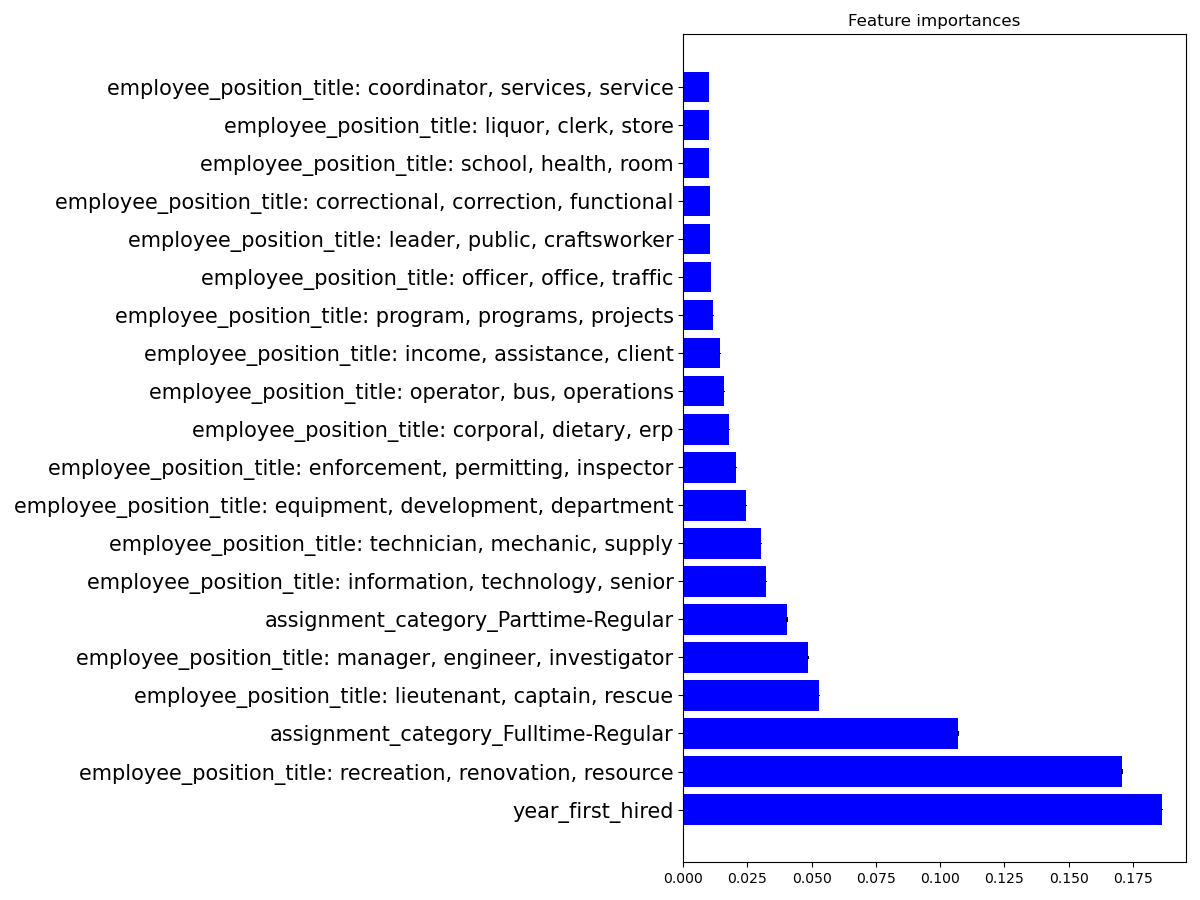 Feature importances
employee_position_title: coordinator, services, service
employee_position_title: liquor, clerk, store
employee_position_title: school, health, room
employee_position_title: correctional, correction, functional
employee_position_title: leader, public, craftsworker
employee_position_title: officer, office, traffic
employee_position_title: program, programs, projects
employee_position_title: income, assistance, client
employee_position_title: operator, bus, operations
employee_position_title: corporal, dietary, erp
employee_position_title: enforcement, permitting, inspector
employee_position_title: equipment, development, department
employee_position_title: technician, mechanic, supply
employee_position_title: information, technology, senior
assignment_category_Parttime-Regular
employee_position_title: manager, engineer, investigator
employee_position_title: lieutenant, captain, rescue
assignment_category_Fulltime-Regular
employee_position_title: recreation, renovation, resource
year_first_hired
0.000 0.025 0.050 0.075 0.100 0.125 0.150 0.175